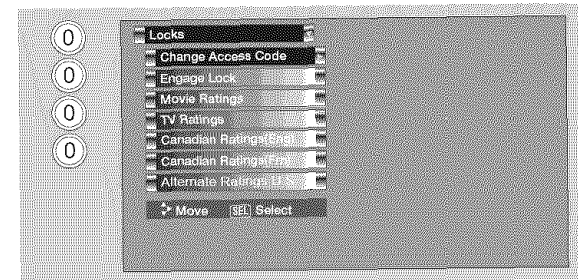 0
0
0
0
Locks
Change Access Code
Engage Lock
Movie Ratings
TV Ratings
Canadian Ratings(Eng)
Canadian Ratings(Frn)
Alternate Ratings U.S.
Move SEL Select